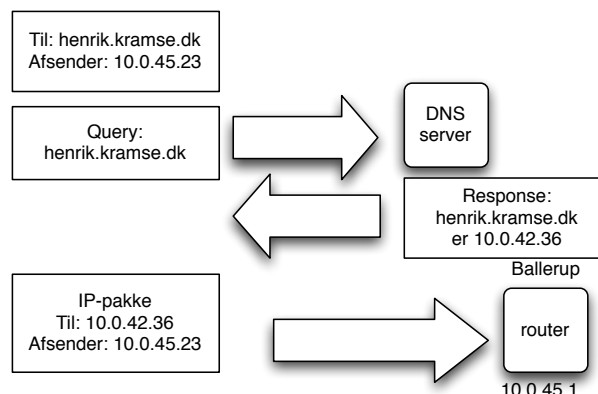 Til: henrik.kramse.dk
Afsender: 10.0.45.23
Query:
henrik.kramse.dk
DNS
server
Response:
henrik.kramse.dk
er 10.0.42.36
Ballerup
IP-pakke
Til: 10.0.42.36
Afsender: 10.0.45.23
router
10.0.45.1